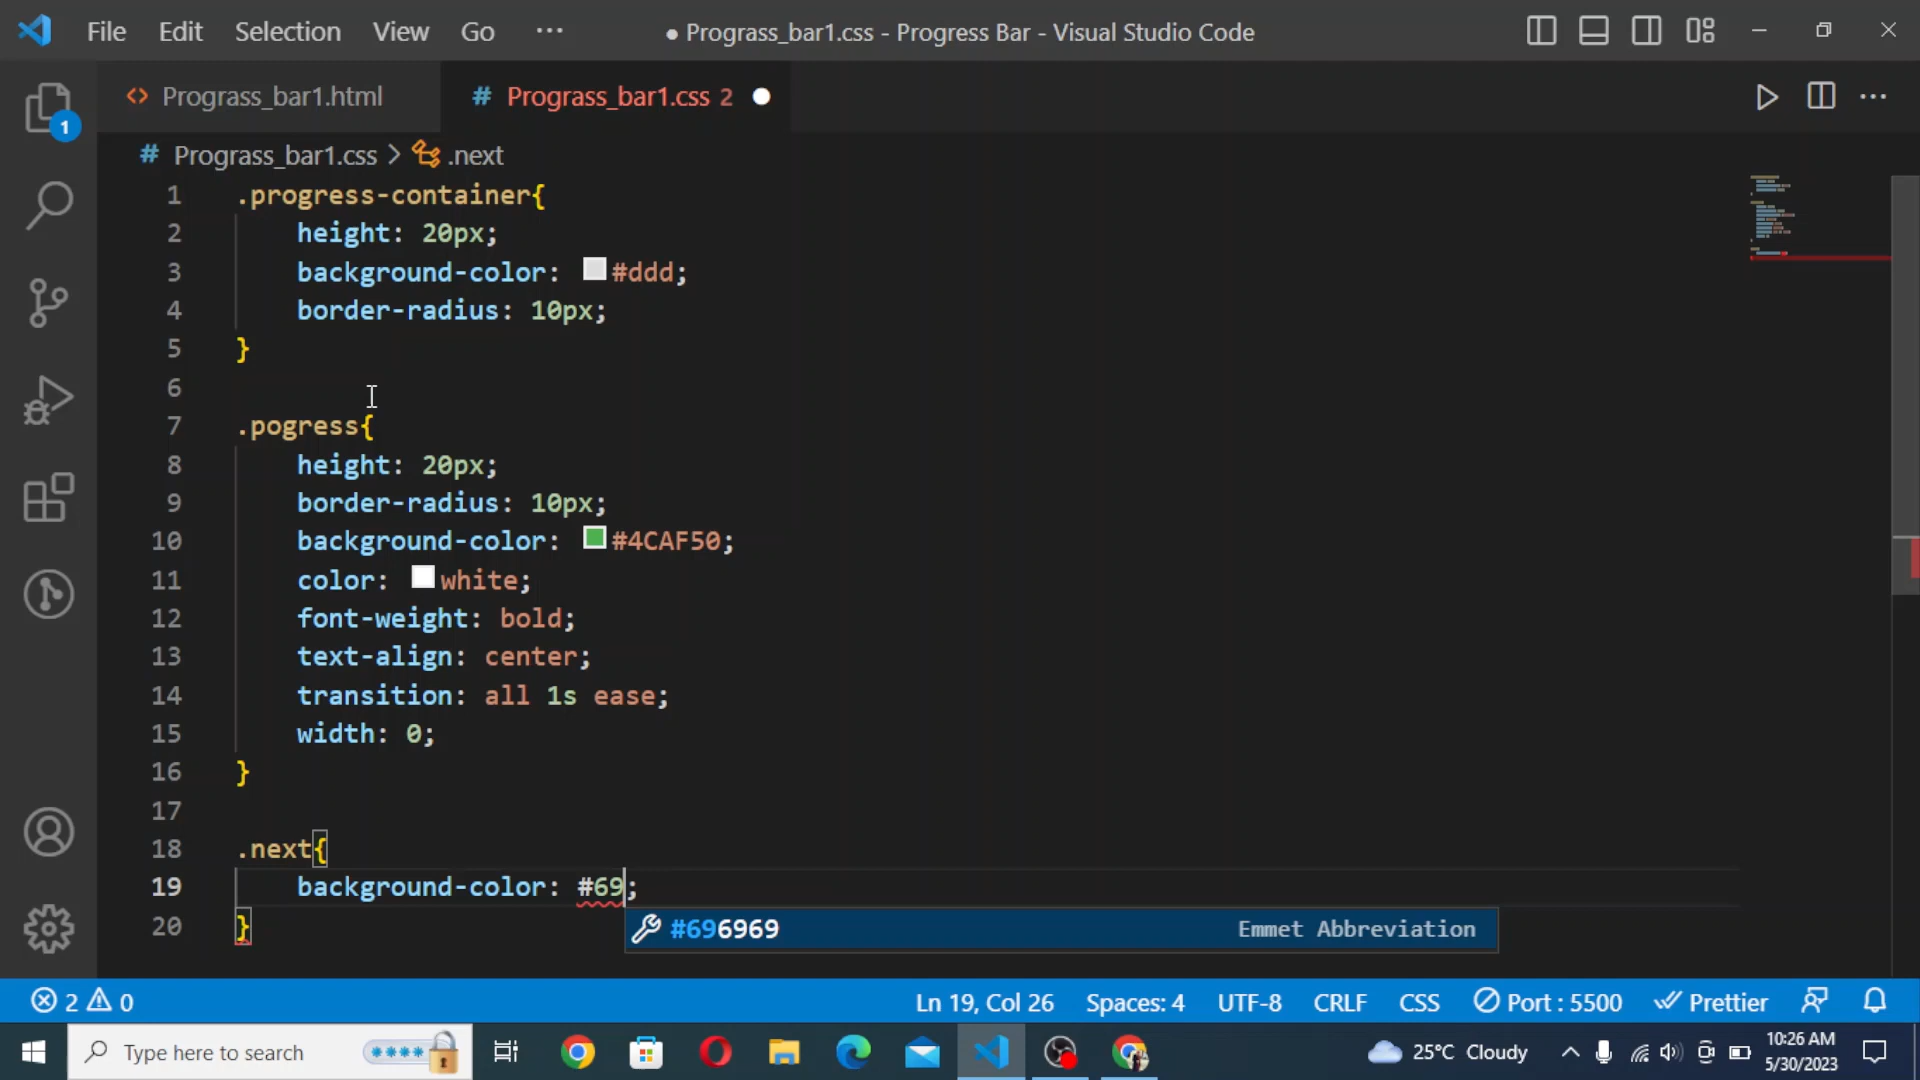 File Edit Selection View Go ··· ● Prograss_bar1.css - Progress Bar - Visual Studio Code
<> Prograss_bar1.html # Prograss_bar1.css 2 ●
# Prograss_bar1.css > .next
1 .progress-container{
2 height: 20px;
3 background-color: #ddd;
4 border-radius: 10px;
5 }
6
7 .pogress{
8 height: 20px;
9 border-radius: 10px;
10 background-color: #4CAF50;
11 color: white;
12 font-weight: bold;
13 text-align: center;
14 transition: all 1s ease;
15 width: 0;
16 }
17
18 .next{
19 background-color: #69;
20 }
#696969 Emmet Abbreviation
1
2 0 Ln 19, Col 26 Spaces: 4 UTF-8 CRLF CSS Port : 5500 Prettier
Type here to search 25°C Cloudy 10:26 AM
5/30/2023